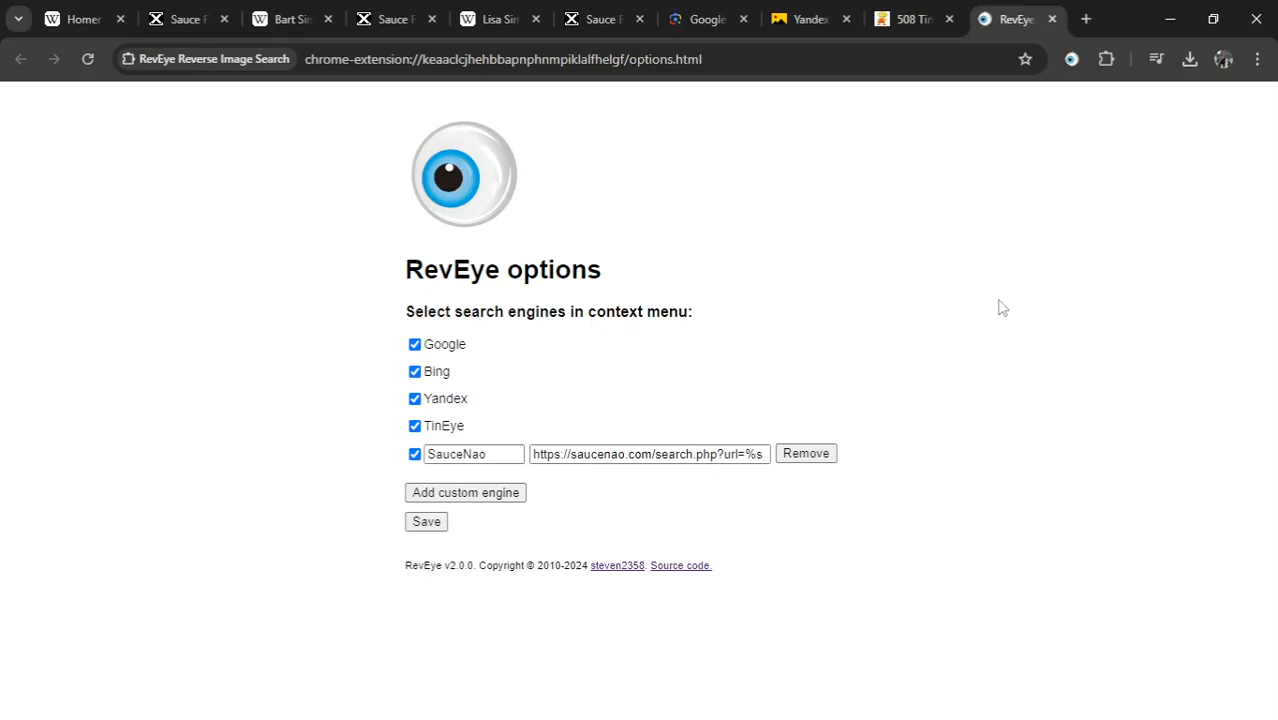 Homer
Sauce F
Bart Sin
Sauce F
Lisa Sin
Sauce F
Google
Yandex
508 Tin
RevEye
RevEye Reverse Image Search
chrome-extension://keaaclcjhehbbapnphnmpiklalfhelgf/options.html
RevEye options
Select search engines in context menu:
Google
Bing
Yandex
TinEye
SauceNao https://saucenao.com/search.php?url=%s Remove
Add custom engine
Save
RevEye v2.0.0. Copyright © 2010-2024 steven2358. Source code.